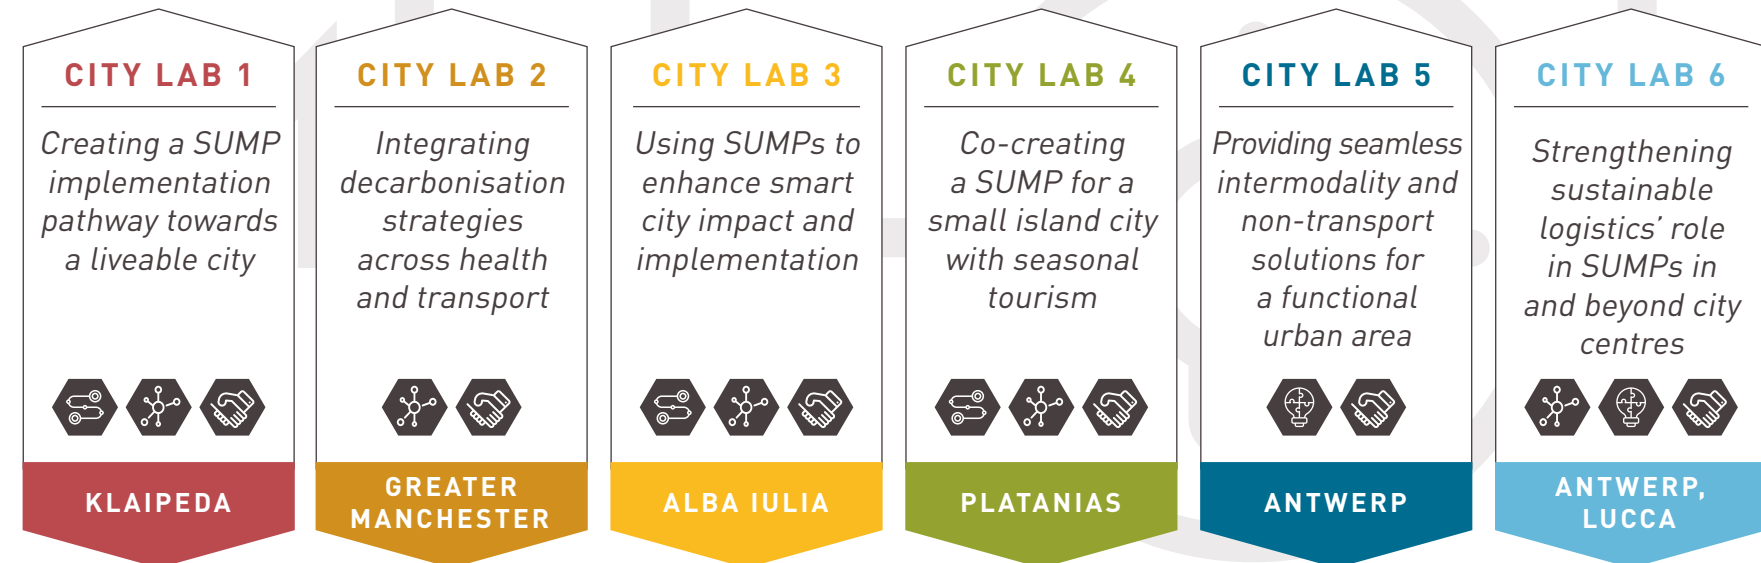 CITY LAB 1
Creating a SUMP
implementation
pathway towards
a liveable city
KLAIPEDA
CITY LAB 2
Integrating
decarbonisation
strategies
across health
and transport
GREATER
MANCHESTER
CITY LAB 3
Using SUMPs to
enhance smart
city impact and
implementation
ALBA IULIA
CITY LAB 4
Co-creating
a SUMP for a
small island city
with seasonal
tourism
PLATANIAS
CITY LAB 5
Providing seamless
intermodality and
non-transport
solutions for
a functional
urban area
ANTWERP
CITY LAB 6
Strengthening
sustainable
logistics’ role
in SUMPs in
and beyond city
centres
ANTWERP,
LUCCA